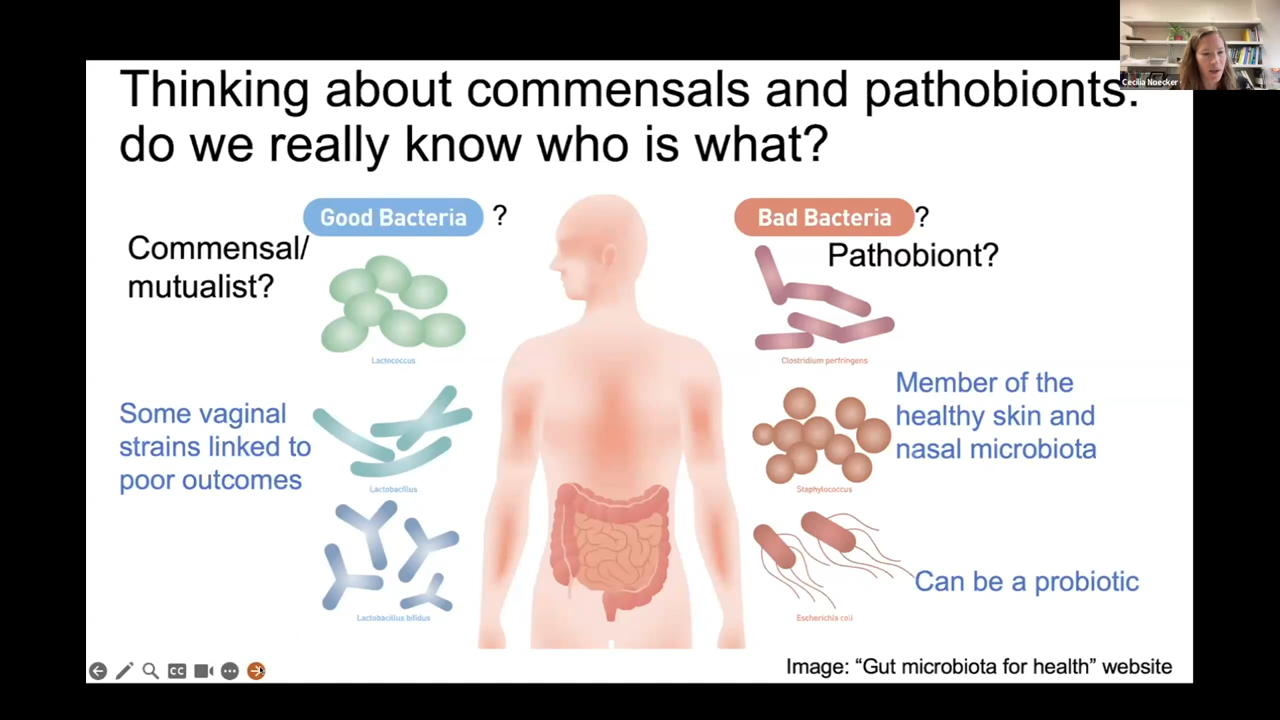 Thinking about commensals and pathobionts:
do we really know who is what?
Cecilia Noecker
Good Bacteria ?
Commensal/
mutualist?
Lactococcus
Some vaginal
strains linked to
poor outcomes
Lactobacillus
Lactobacillus bifidus
Bad Bacteria ?
Pathobiont?
Clostridium perfringens
Member of the
healthy skin and
nasal microbiota
Staphylococcus
Can be a probiotic
Escherichia coli
Image: “Gut microbiota for health” website
CC